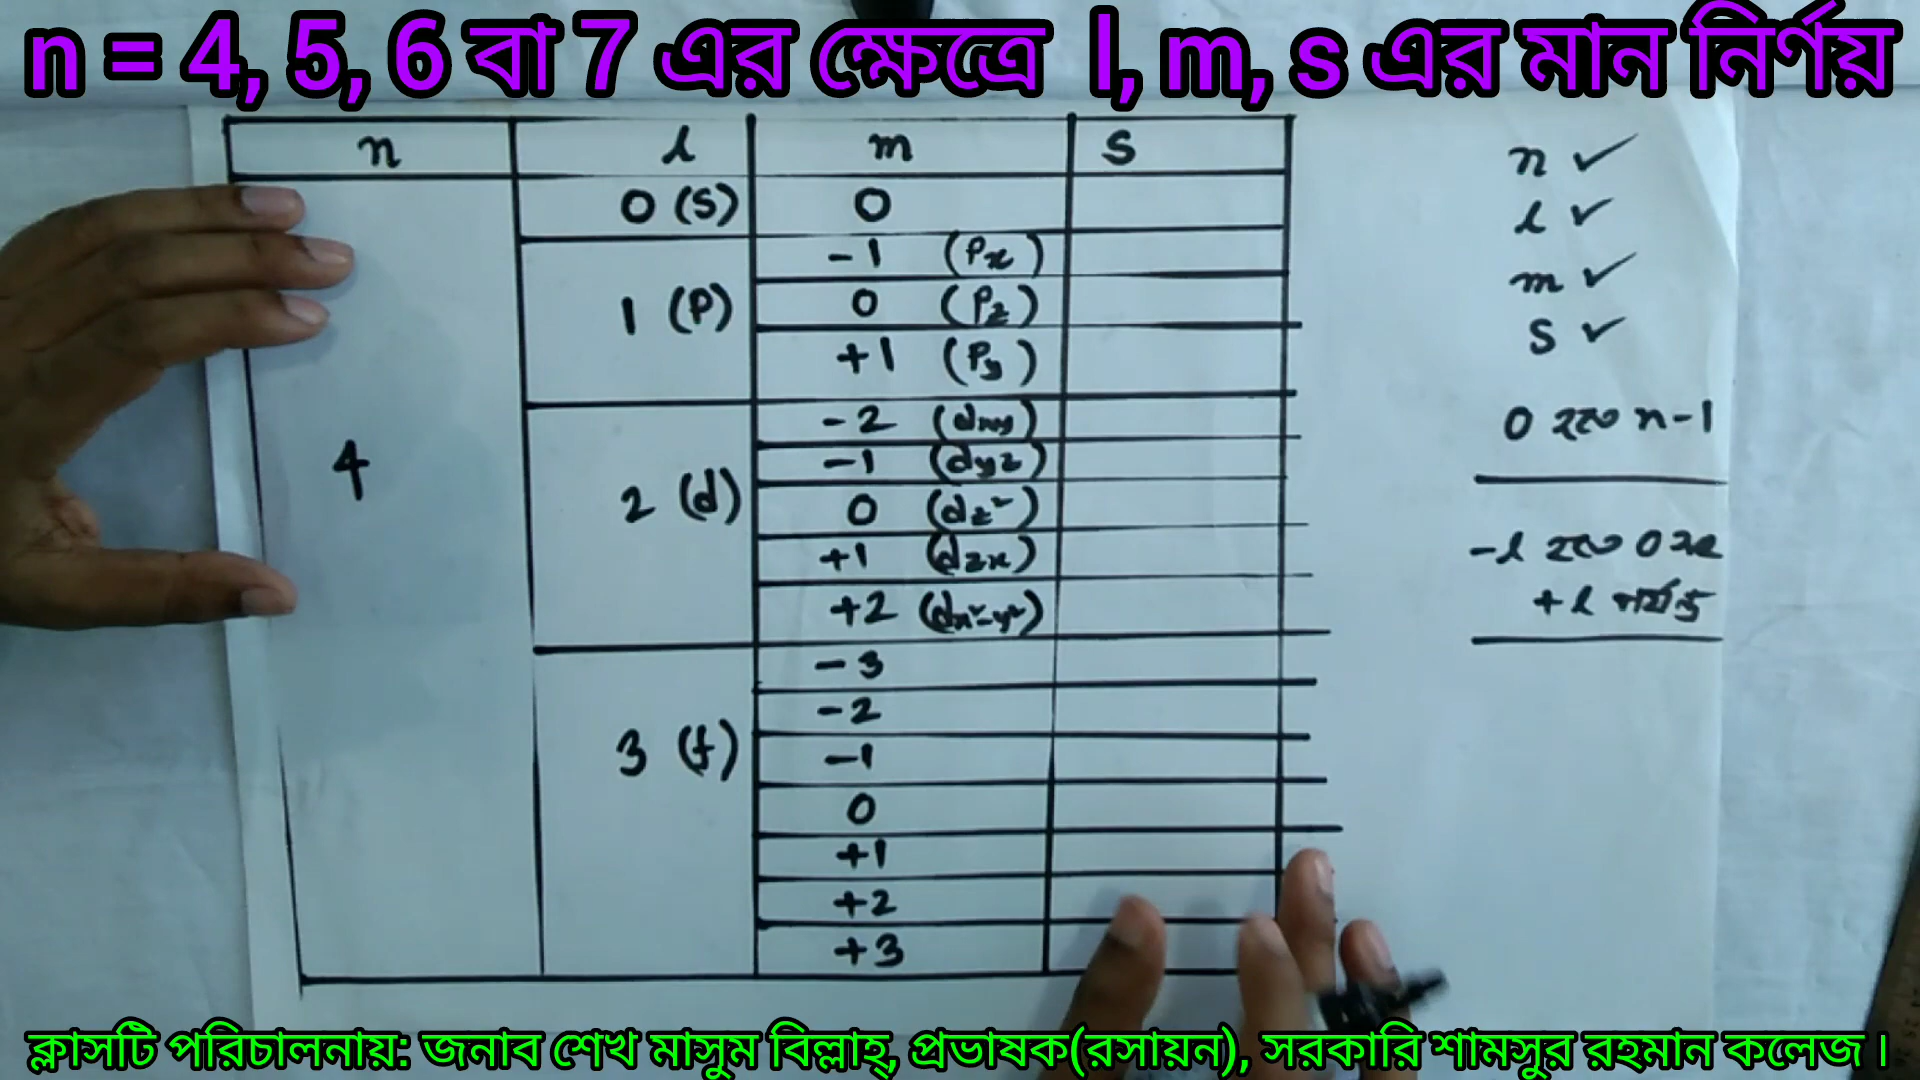 n = 4, 5, 6 বা 7 এর ক্ষেত্রে l, m, s এর মান নির্ণয়
n l m S
4
0 (S) 0
1 (P)
-1 (Px)
0 (Pz)
+1 (Py)
2 (d)
-2 (dxy)
-1 (dyz)
0 (dz²)
+1 (dzx)
+2 (dx²-y²)
3 (f)
-3
-2
-1
0
+1
+2
+3
n ✓
l ✓
m ✓
S ✓
0 হতে n-1
-l হতে 0 সহ
+l পর্যন্ত
ক্লাসটি পরিচালনায়: জনাব শেখ মাসুম বিল্লাহ্, প্রভাষক(রসায়ন), সরকারি শামসুর রহমান কলেজ।